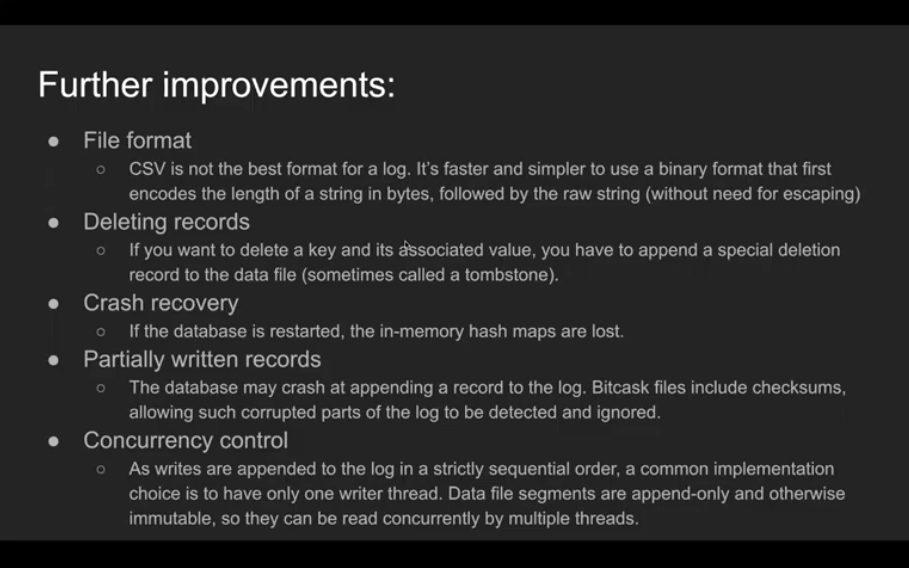 Further improvements:
● File format
○ CSV is not the best format for a log. It's faster and simpler to use a binary format that first
encodes the length of a string in bytes, followed by the raw string (without need for escaping)
● Deleting records
○ If you want to delete a key and its associated value, you have to append a special deletion
record to the data file (sometimes called a tombstone).
● Crash recovery
○ If the database is restarted, the in-memory hash maps are lost.
● Partially written records
○ The database may crash at appending a record to the log. Bitcask files include checksums,
allowing such corrupted parts of the log to be detected and ignored.
● Concurrency control
○ As writes are appended to the log in a strictly sequential order, a common implementation
choice is to have only one writer thread. Data file segments are append-only and otherwise
immutable, so they can be read concurrently by multiple threads.